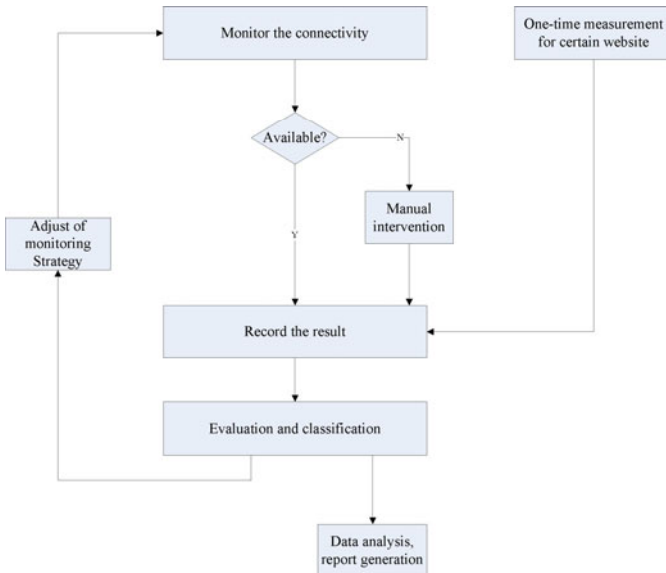 Monitor the connectivity
One-time measurement
for certain website
Available?
N
Manual
intervention
Y
Adjust of
monitoring
Strategy
Record the result
Evaluation and classification
Data analysis,
report generation